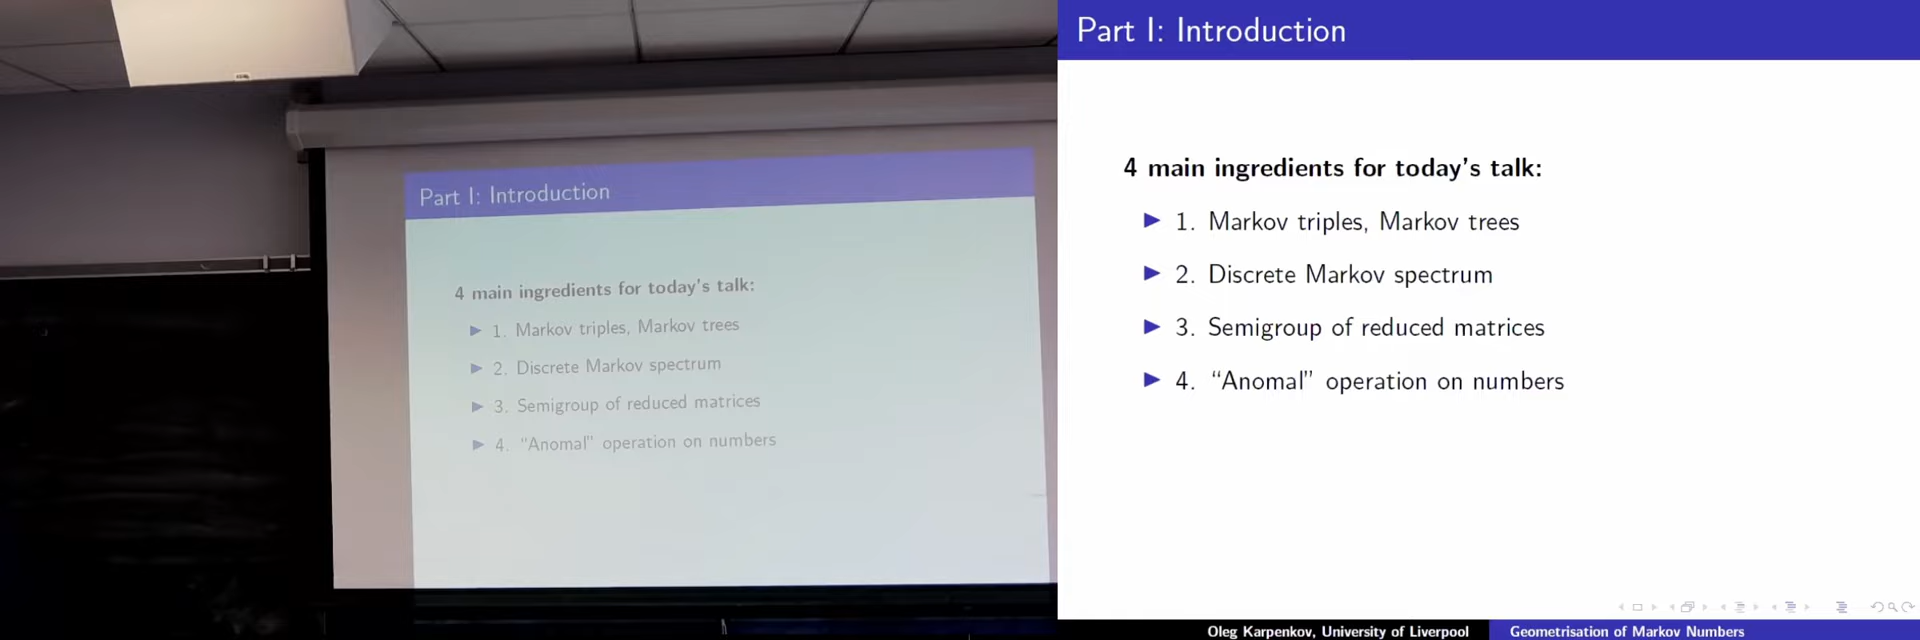 Part I: Introduction
4 main ingredients for today's talk:
▶ 1. Markov triples, Markov trees
▶ 2. Discrete Markov spectrum
▶ 3. Semigroup of reduced matrices
▶ 4. “Anomal” operation on numbers
Part I: Introduction
4 main ingredients for today's talk:
▶ 1. Markov triples, Markov trees
▶ 2. Discrete Markov spectrum
▶ 3. Semigroup of reduced matrices
▶ 4. “Anomal” operation on numbers
Oleg Karpenkov, University of Liverpool Geometrisation of Markov Numbers